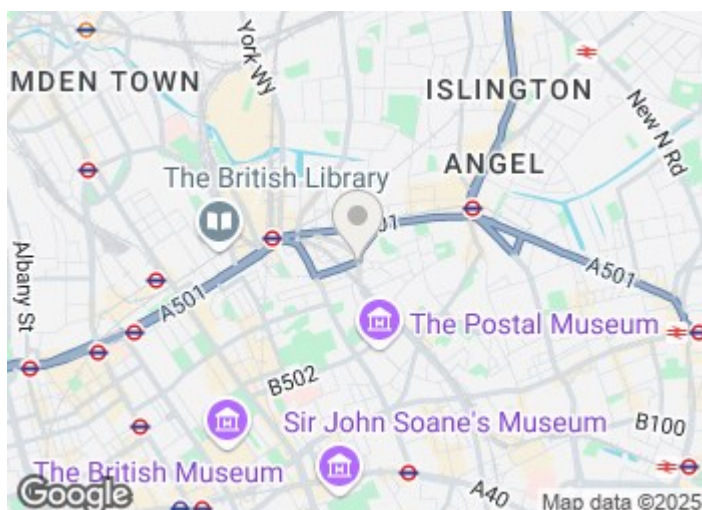 MDEN TOWN
York Wy
ISLINGTON
New N Rd
ANGEL
The British Library
01
Albany St
A501
A501
The Postal Museum
B502
Sir John Soane's Museum
B100
The British Museum
A40
Google
Map data ©2025